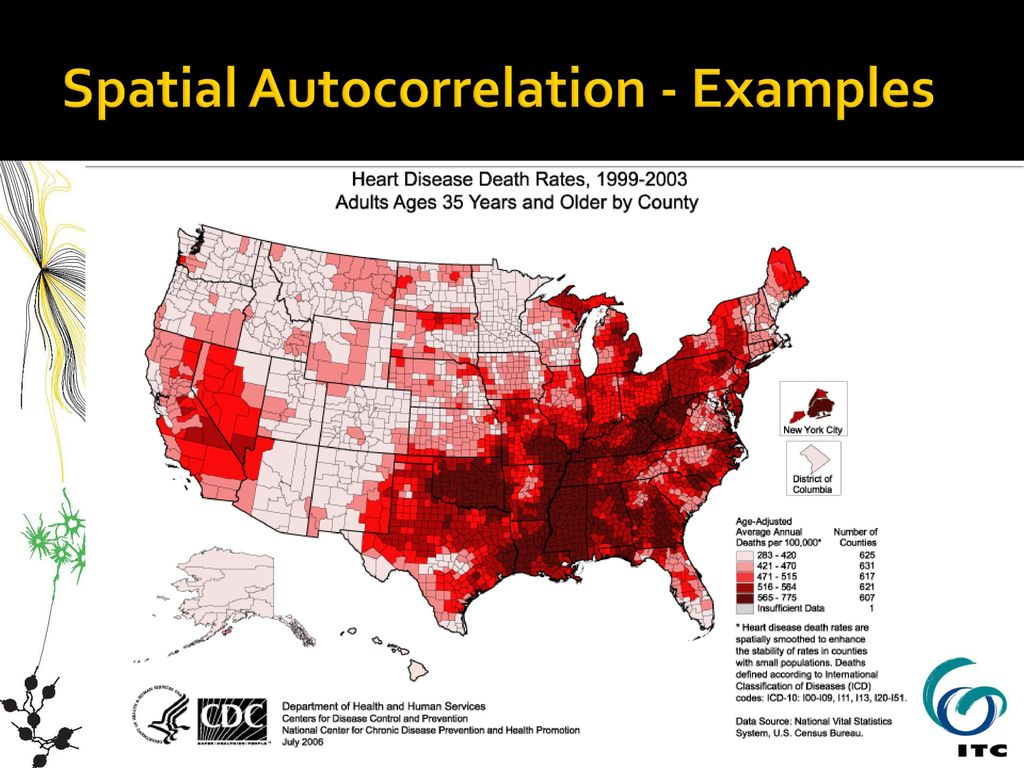 Spatial Autocorrelation - Examples
Heart Disease Death Rates, 1999-2003
Adults Ages 35 Years and Older by County
New York City
District of
Columbia
Age-Adjusted
Average Annual Number of
Deaths per 100,000* Counties
283 - 420 625
421 - 470 631
471 - 515 617
516 - 564 621
565 - 775 607
Insufficient Data 1
* Heart disease death rates are
spatially smoothed to enhance
the stability of rates in counties
with small populations. Deaths
defined according to International
Classification of Diseases (ICD)
codes: ICD-10: I00-I09, I11, I13, I20-I51.
Data Source: National Vital Statistics
System, U.S. Census Bureau.
CDC
SAFER • HEALTHIER • PEOPLE™
Department of Health and Human Services
Centers for Disease Control and Prevention
National Center for Chronic Disease Prevention and Health Promotion
July 2006
ITC